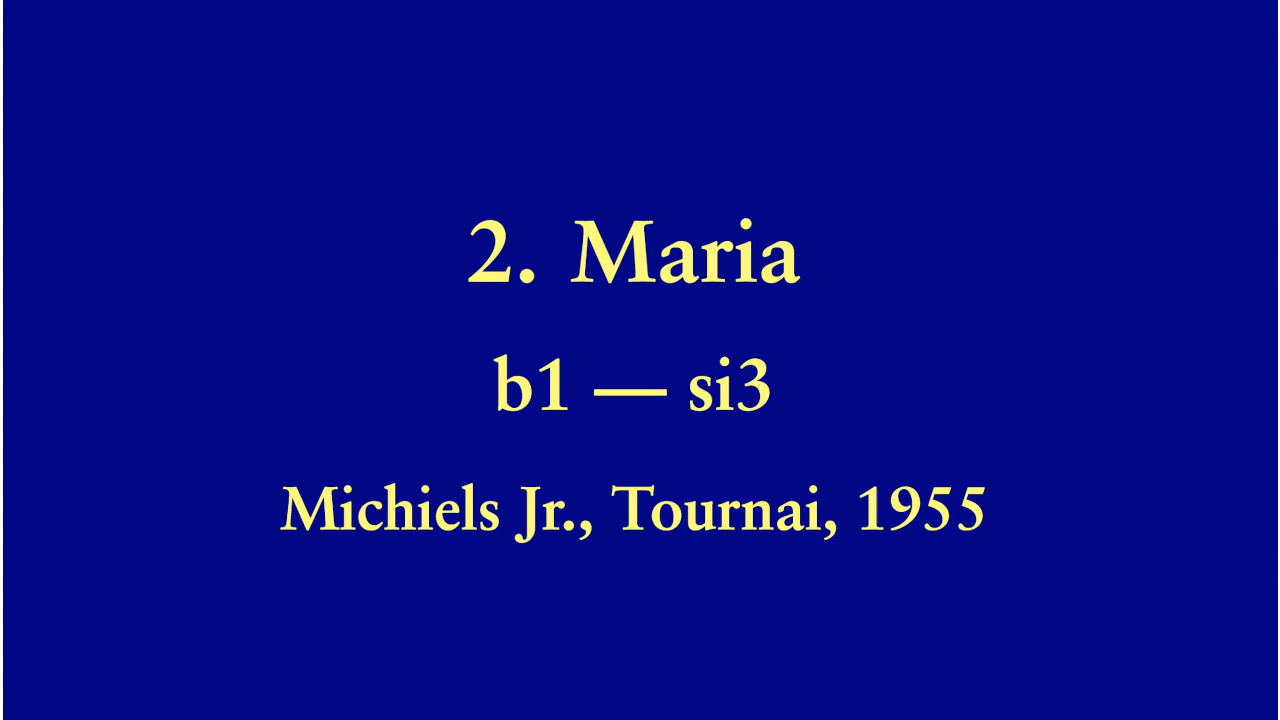 2. Maria
b1 — si3
Michiels Jr., Tournai, 1955